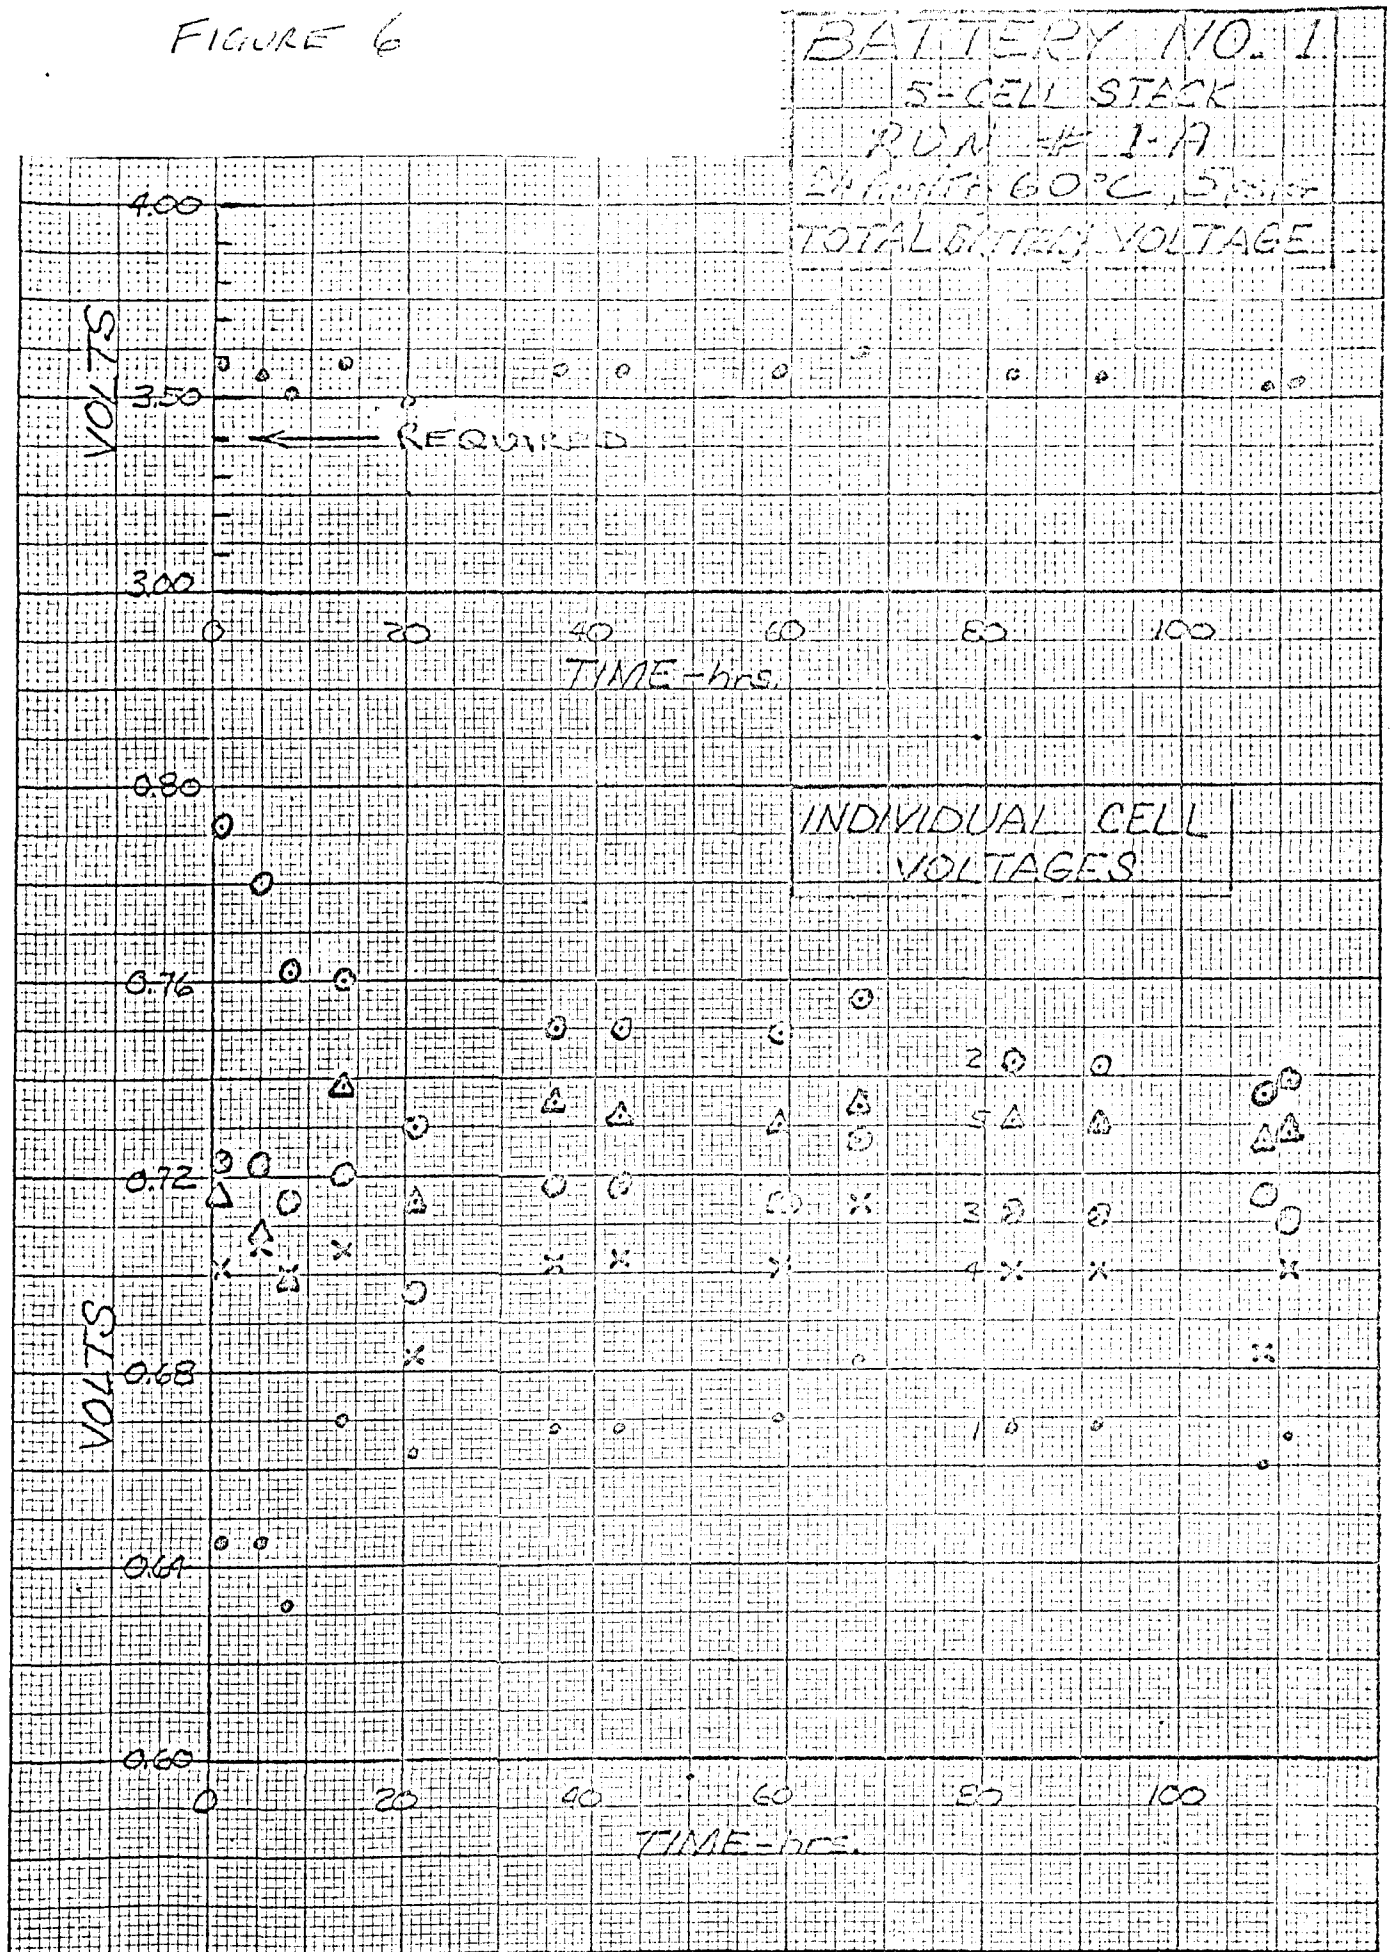 FIGURE 6
BATTERY NO. 1
5-CELL STACK
RUN # 1-A
60°C,
TOTAL BATTERY VOLTAGE
4.00
VOLTS
3.50
REQUIRED
3.00
0 20 40 60 80 100
TIME-hrs.
0.80
INDIVIDUAL CELL
VOLTAGES
0.76
2
5
0.72
3
4
VOLTS
0.68
1
0.64
0.60
0 20 40 60 80 100
TIME-hrs.